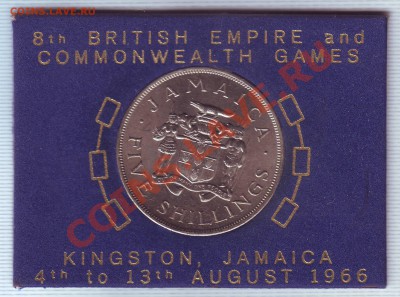 8th BRITISH EMPIRE and
COMMONWEALTH GAMES
· JAMAICA ·
FIVE SHILLINGS
KINGSTON, JAMAICA
4th to 13th AUGUST 1966